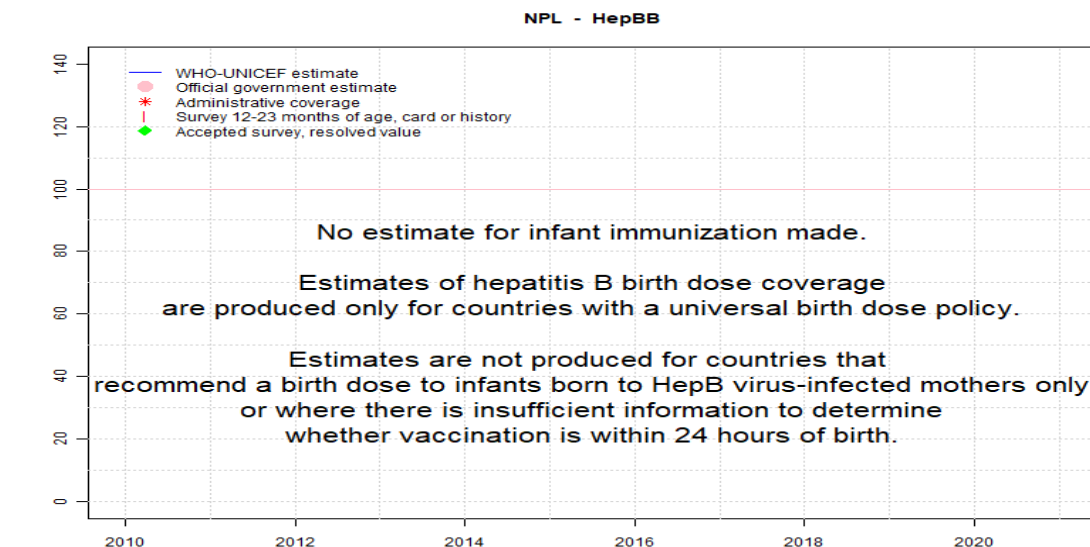 NPL - HepBB
140
120
100
80
60
40
20
0
WHO-UNICEF estimate
Official government estimate
Administrative coverage
Survey 12-23 months of age, card or history
Accepted survey, resolved value
No estimate for infant immunization made.
Estimates of hepatitis B birth dose coverage
are produced only for countries with a universal birth dose policy.
Estimates are not produced for countries that
recommend a birth dose to infants born to HepB virus-infected mothers only
or where there is insufficient information to determine
whether vaccination is within 24 hours of birth.
2010 2012 2014 2016 2018 2020